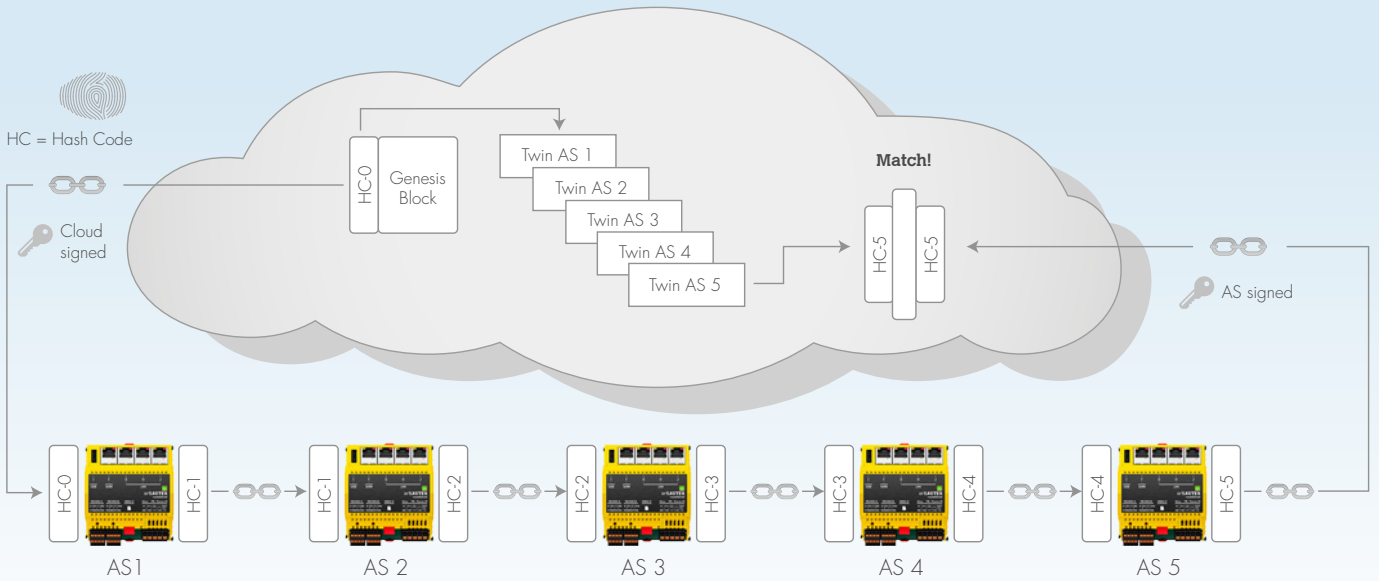 HC = Hash Code
Cloud
signed
HC-0
Genesis
Block
Twin AS 1
Twin AS 2
Twin AS 3
Twin AS 4
Twin AS 5
Match!
HC-5
HC-5
AS signed
HC-0
HC-1
HC-1
HC-2
HC-2
HC-3
HC-3
HC-4
HC-4
HC-5
AS1
AS 2
AS 3
AS 4
AS 5